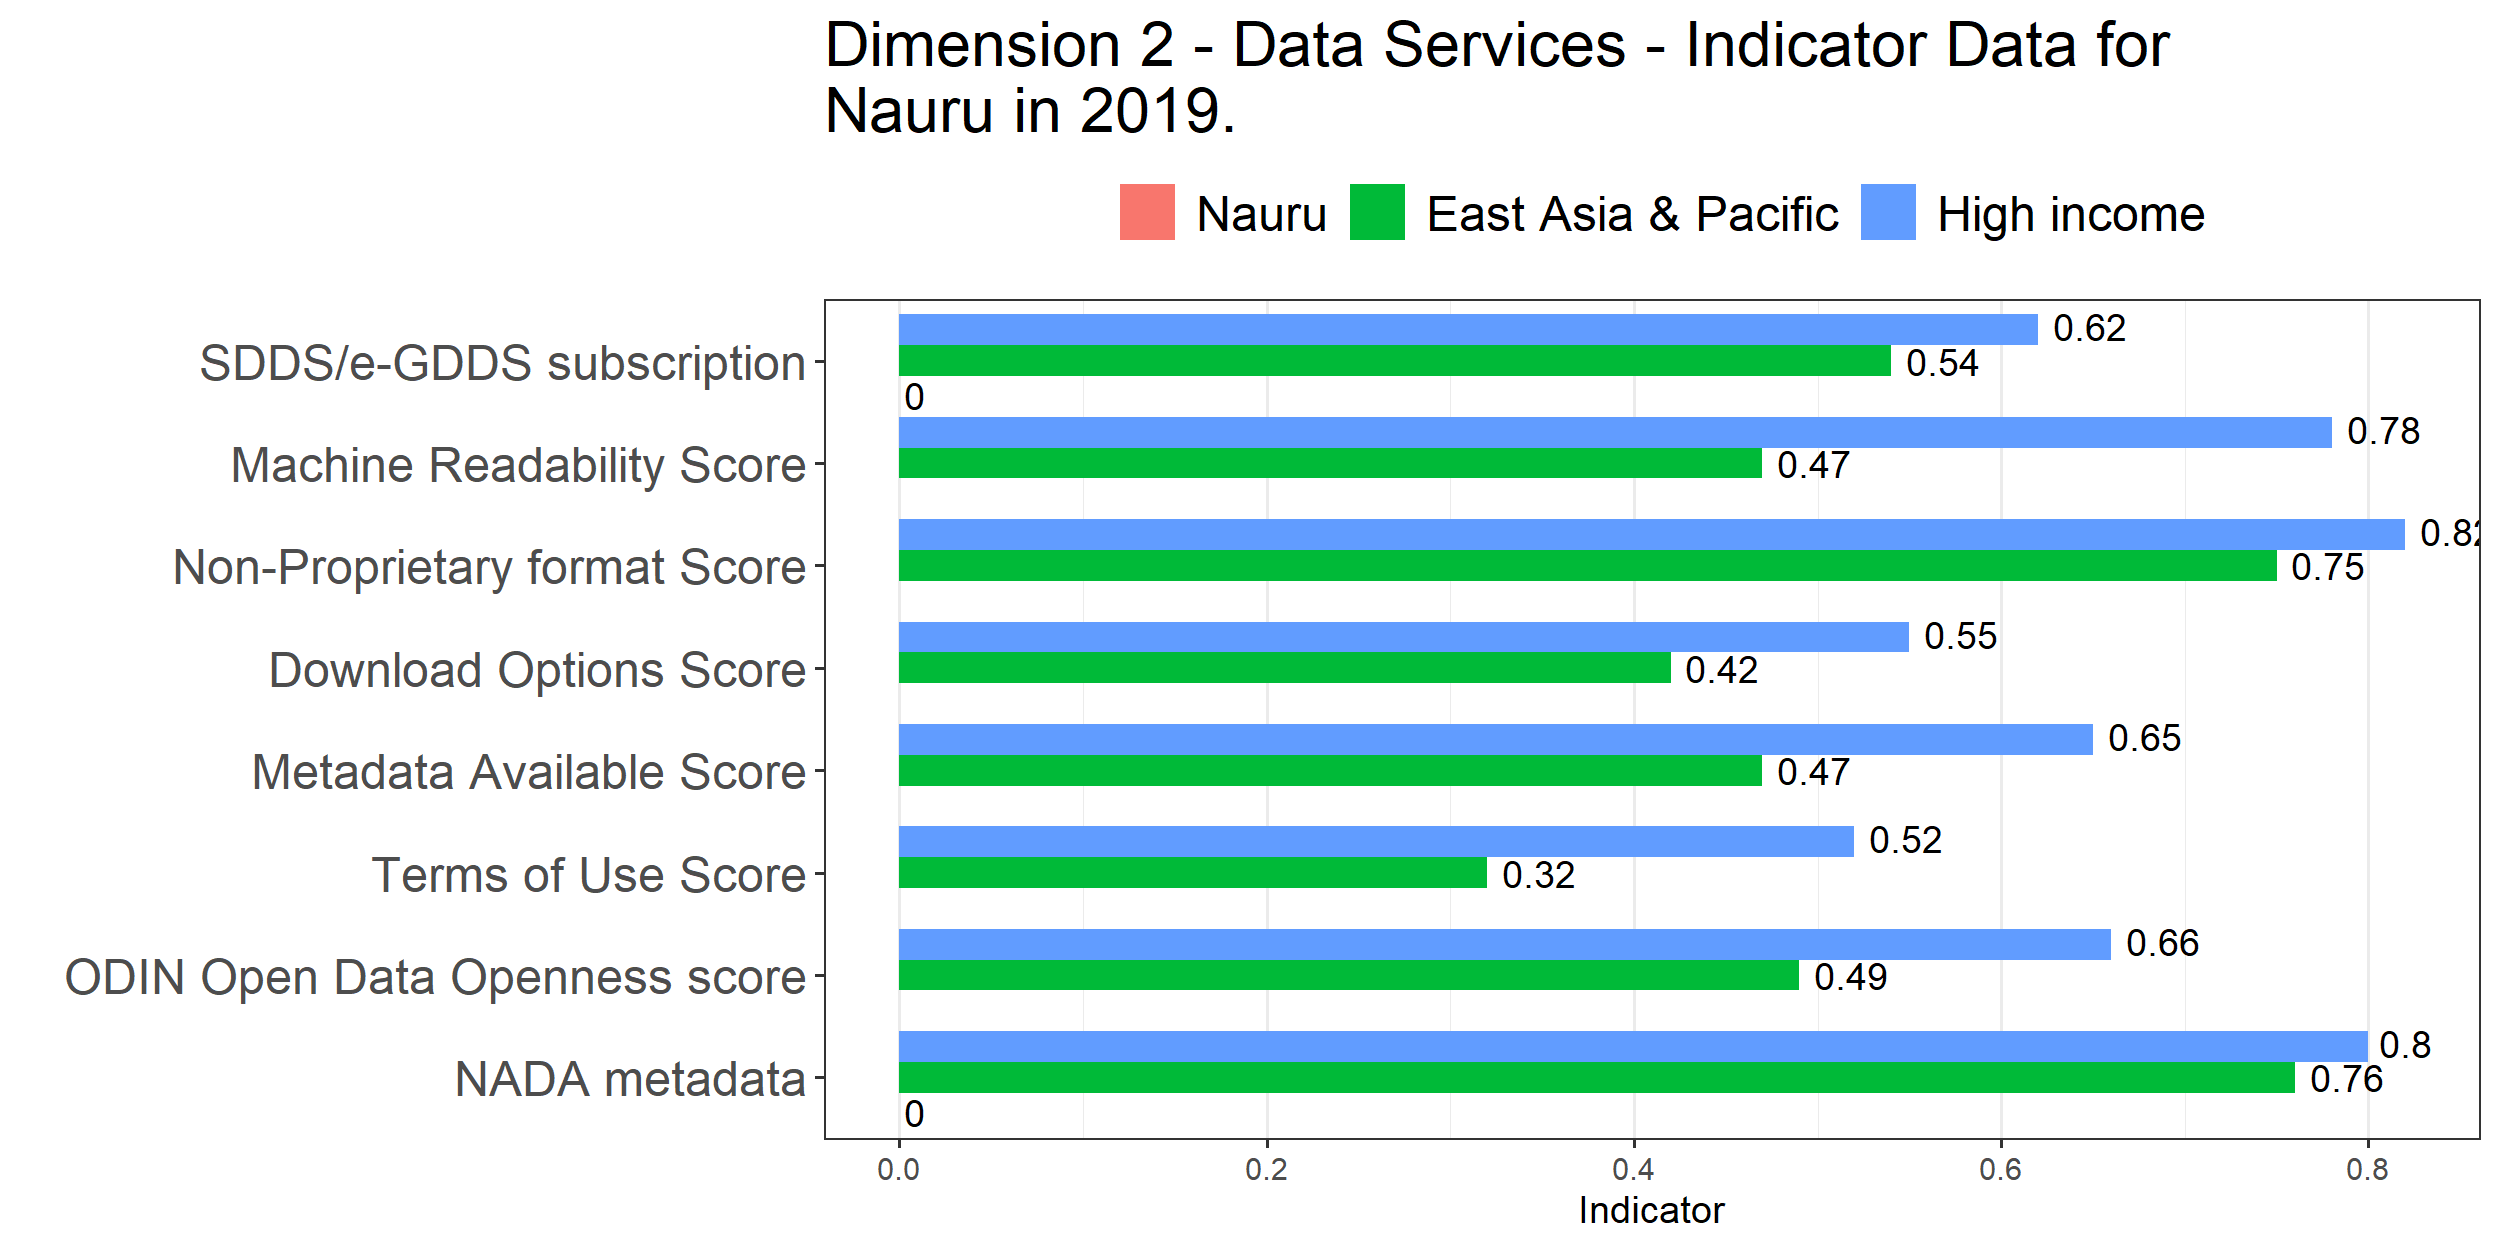 Dimension 2 - Data Services - Indicator Data for
Nauru in 2019.
Nauru East Asia & Pacific High income
SDDS/e-GDDS subscription 0.62
0.54
0
Machine Readability Score 0.78
0.47
Non-Proprietary format Score 0.82
0.75
Download Options Score 0.55
0.42
Metadata Available Score 0.65
0.47
Terms of Use Score 0.52
0.32
ODIN Open Data Openness score 0.66
0.49
NADA metadata 0.8
0.76
0
0.0 0.2 0.4 0.6 0.8
Indicator